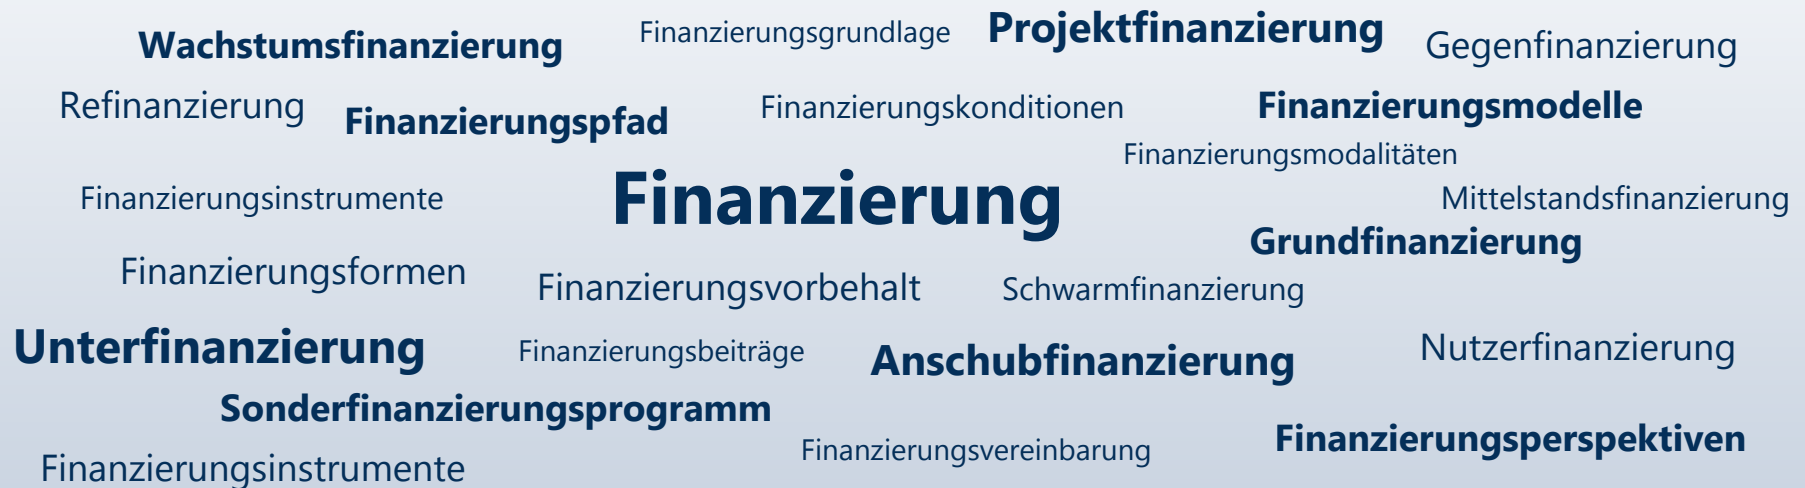 Wachstumsfinanzierung
Finanzierungsgrundlage
Projektfinanzierung
Gegenfinanzierung
Refinanzierung
Finanzierungspfad
Finanzierungskonditionen
Finanzierungsmodelle
Finanzierungsmodalitäten
Finanzierungsinstrumente
Finanzierung
Mittelstandsfinanzierung
Grundfinanzierung
Finanzierungsformen
Finanzierungsvorbehalt
Schwarmfinanzierung
Unterfinanzierung
Finanzierungsbeiträge
Anschubfinanzierung
Nutzerfinanzierung
Sonderfinanzierungsprogramm
Finanzierungsvereinbarung
Finanzierungsperspektiven
Finanzierungsinstrumente